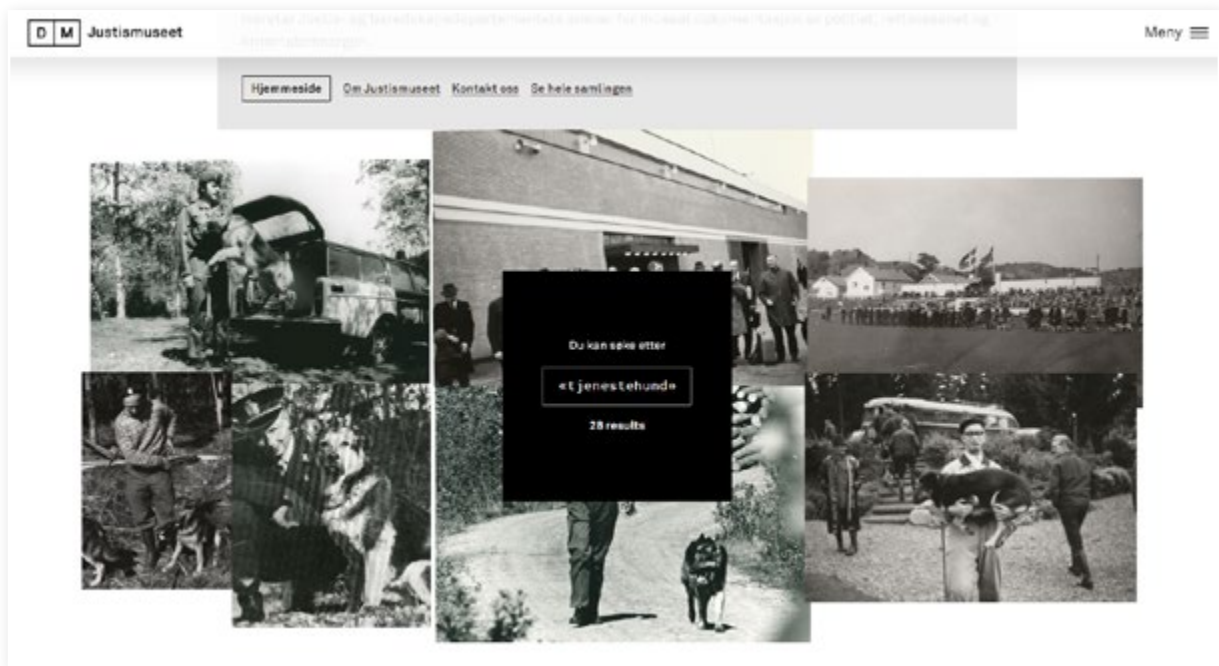 D M Justismuseet
Meny
Hjemmeside Om Justismuseet Kontakt oss Se hele samlingen
Du kan søke etter
«tjenestehund»
28 results